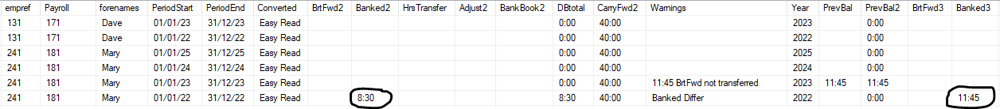 empref Payroll forenames PeriodStart PeriodEnd Converted BrtFwd2 Banked2 HrsTransfer Adjust2 BankBook2 DBtotal CarryFwd2 Warnings Year PrevBal PrevBal2 BrtFwd3 Banked3
131 171 Dave 01/01/23 31/12/23 Easy Read 0:00 40:00 2023 0:00
131 171 Dave 01/01/22 31/12/22 Easy Read 0:00 40:00 2022 0:00
241 181 Mary 01/01/25 31/12/25 Easy Read 0:00 40:00 2025 0:00
241 181 Mary 01/01/24 31/12/24 Easy Read 0:00 40:00 2024 0:00
241 181 Mary 01/01/23 31/12/23 Easy Read 0:00 40:00 11:45 BrtFwd not transferred 2023 11:45 11:45
241 181 Mary 01/01/22 31/12/22 Easy Read 8:30 8:30 40:00 Banked Differ 2022 0:00 11:45